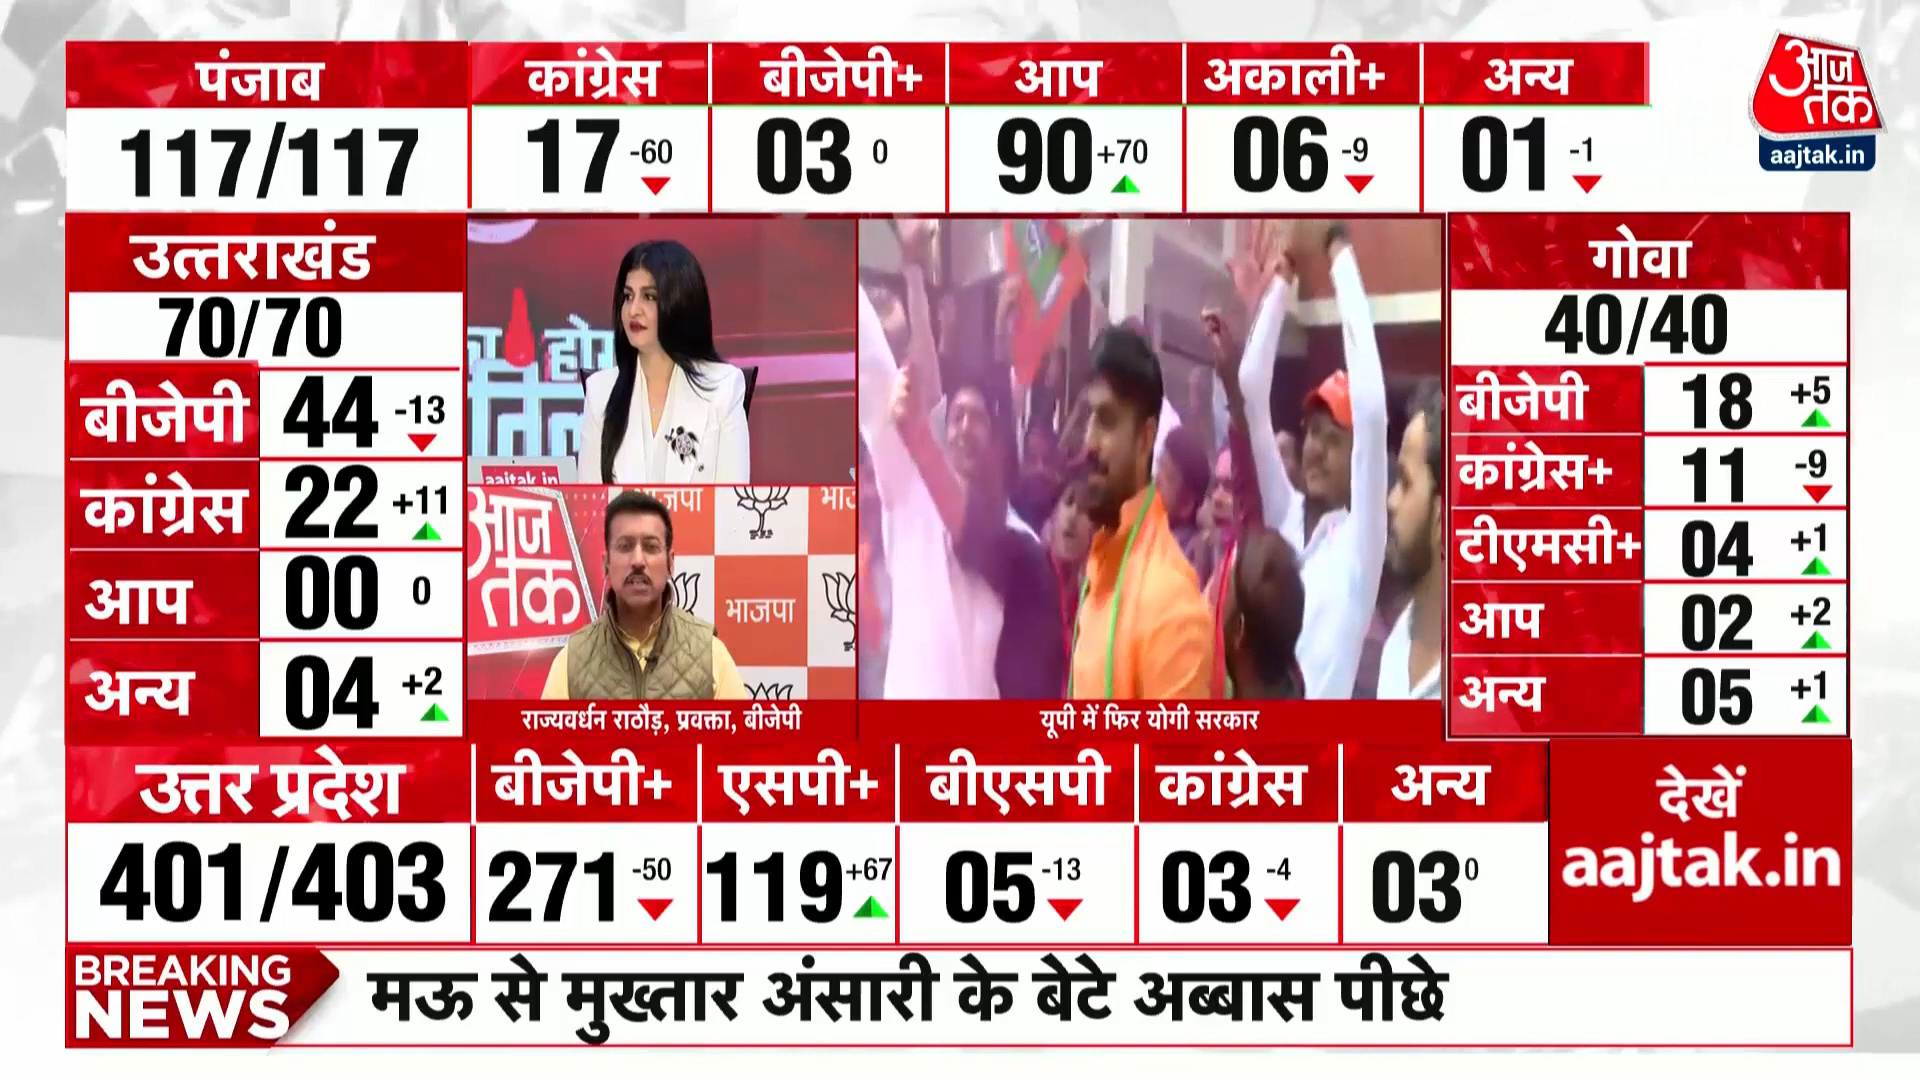 पंजाब
117/117
कांग्रेस
17 -60
बीजेपी+
03 0
आप
90 +70
अकाली+
06 -9
अन्य
01 -1
आज
तक
aajtak.in
उत्तराखंड
70/70
बीजेपी 44 -13
कांग्रेस 22 +11
आप 00 0
अन्य 04 +2
aajtak.in
आज
तक
भाजपा
राज्यवर्धन राठौड़, प्रवक्ता, बीजेपी
यूपी में फिर योगी सरकार
गोवा
40/40
बीजेपी 18 +5
कांग्रेस+ 11 -9
टीएमसी+ 04 +1
आप 02 +2
अन्य 05 +1
उत्तर प्रदेश
401/403
बीजेपी+
271 -50
एसपी+
119 +67
बीएसपी
05 -13
कांग्रेस
03 -4
अन्य
03 0
देखें
aajtak.in
BREAKING
NEWS
मऊ से मुख्तार अंसारी के बेटे अब्बास पीछे